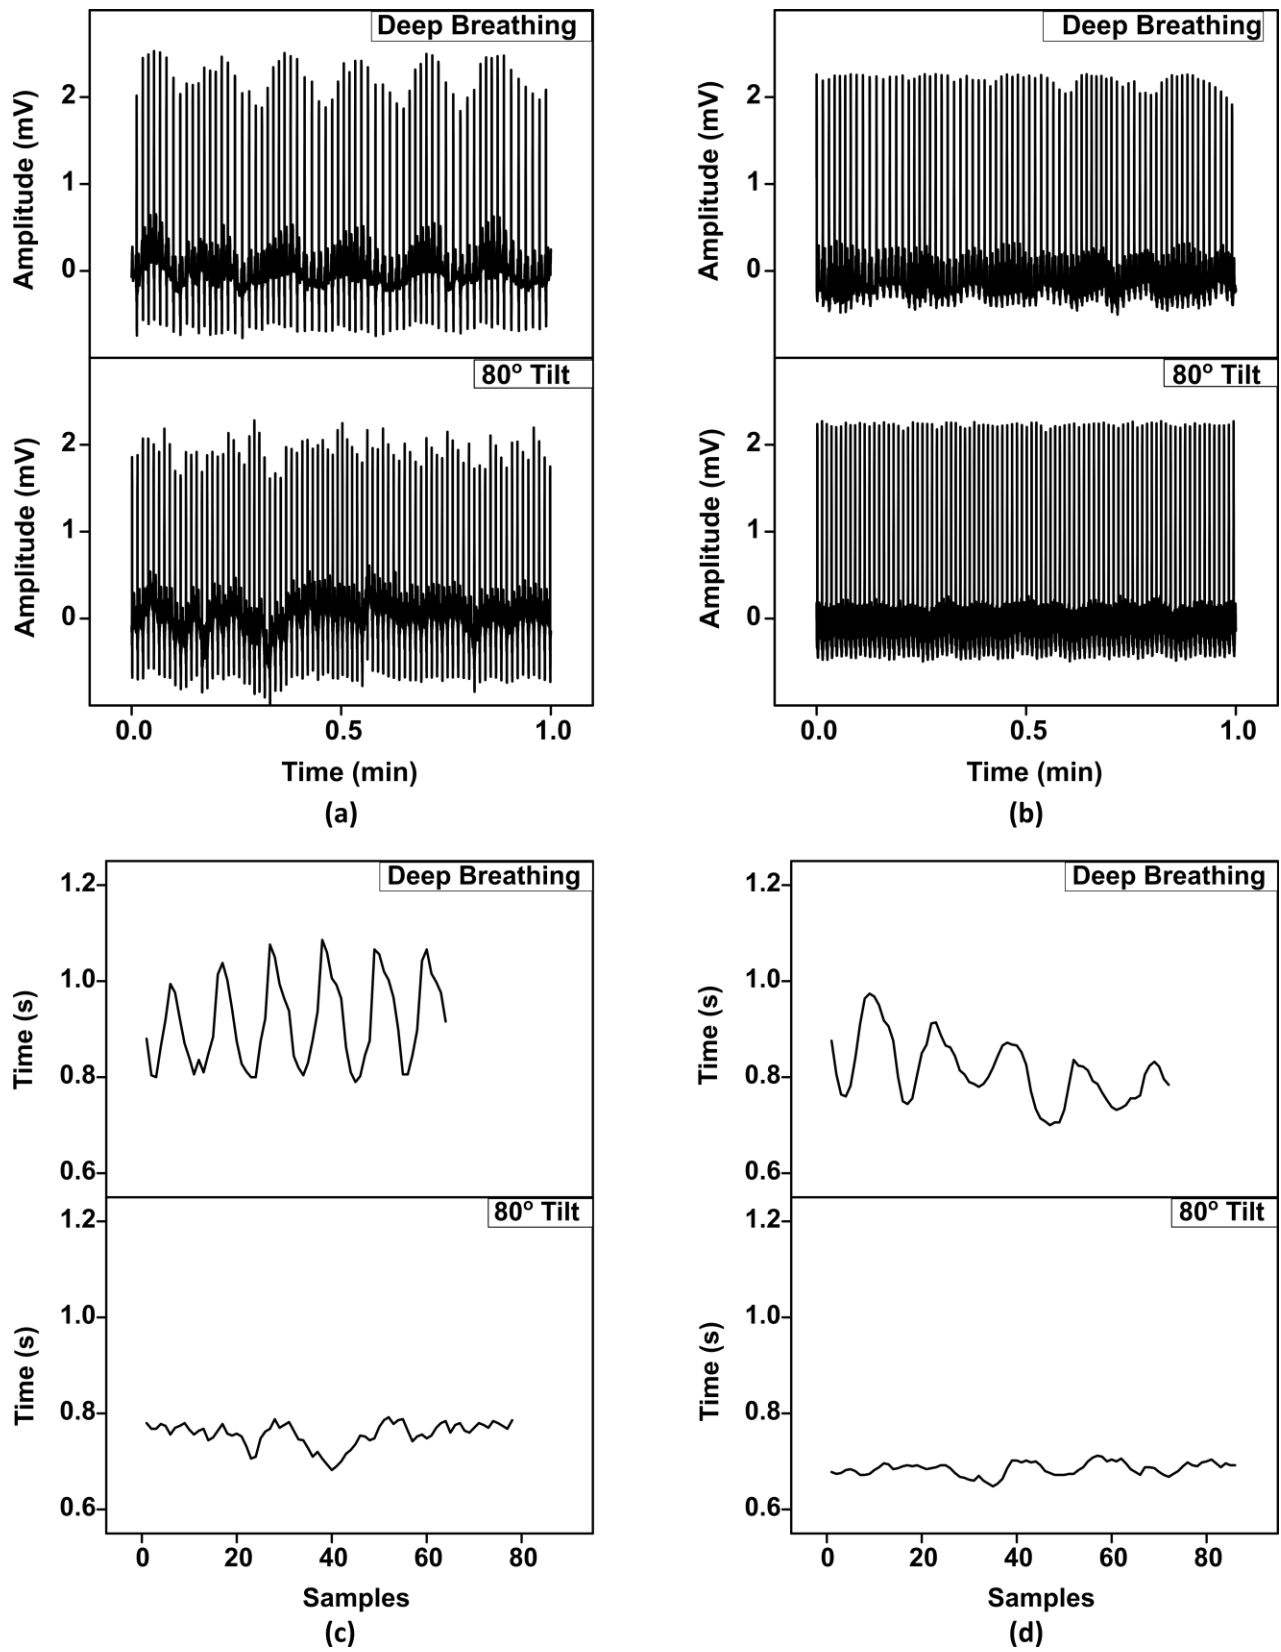 Deep Breathing
Amplitude (mV)
2
1
0
80° Tilt
Amplitude (mV)
2
1
0
0.0 0.5 1.0
Time (min)
(a)
Deep Breathing
Amplitude (mV)
2
1
0
80° Tilt
Amplitude (mV)
2
1
0
0.0 0.5 1.0
Time (min)
(b)
Deep Breathing
Time (s)
1.2
1.0
0.8
0.6
80° Tilt
Time (s)
1.2
1.0
0.8
0.6
0 20 40 60 80
Samples
(c)
Deep Breathing
Time (s)
1.2
1.0
0.8
0.6
80° Tilt
Time (s)
1.2
1.0
0.8
0.6
0 20 40 60 80
Samples
(d)